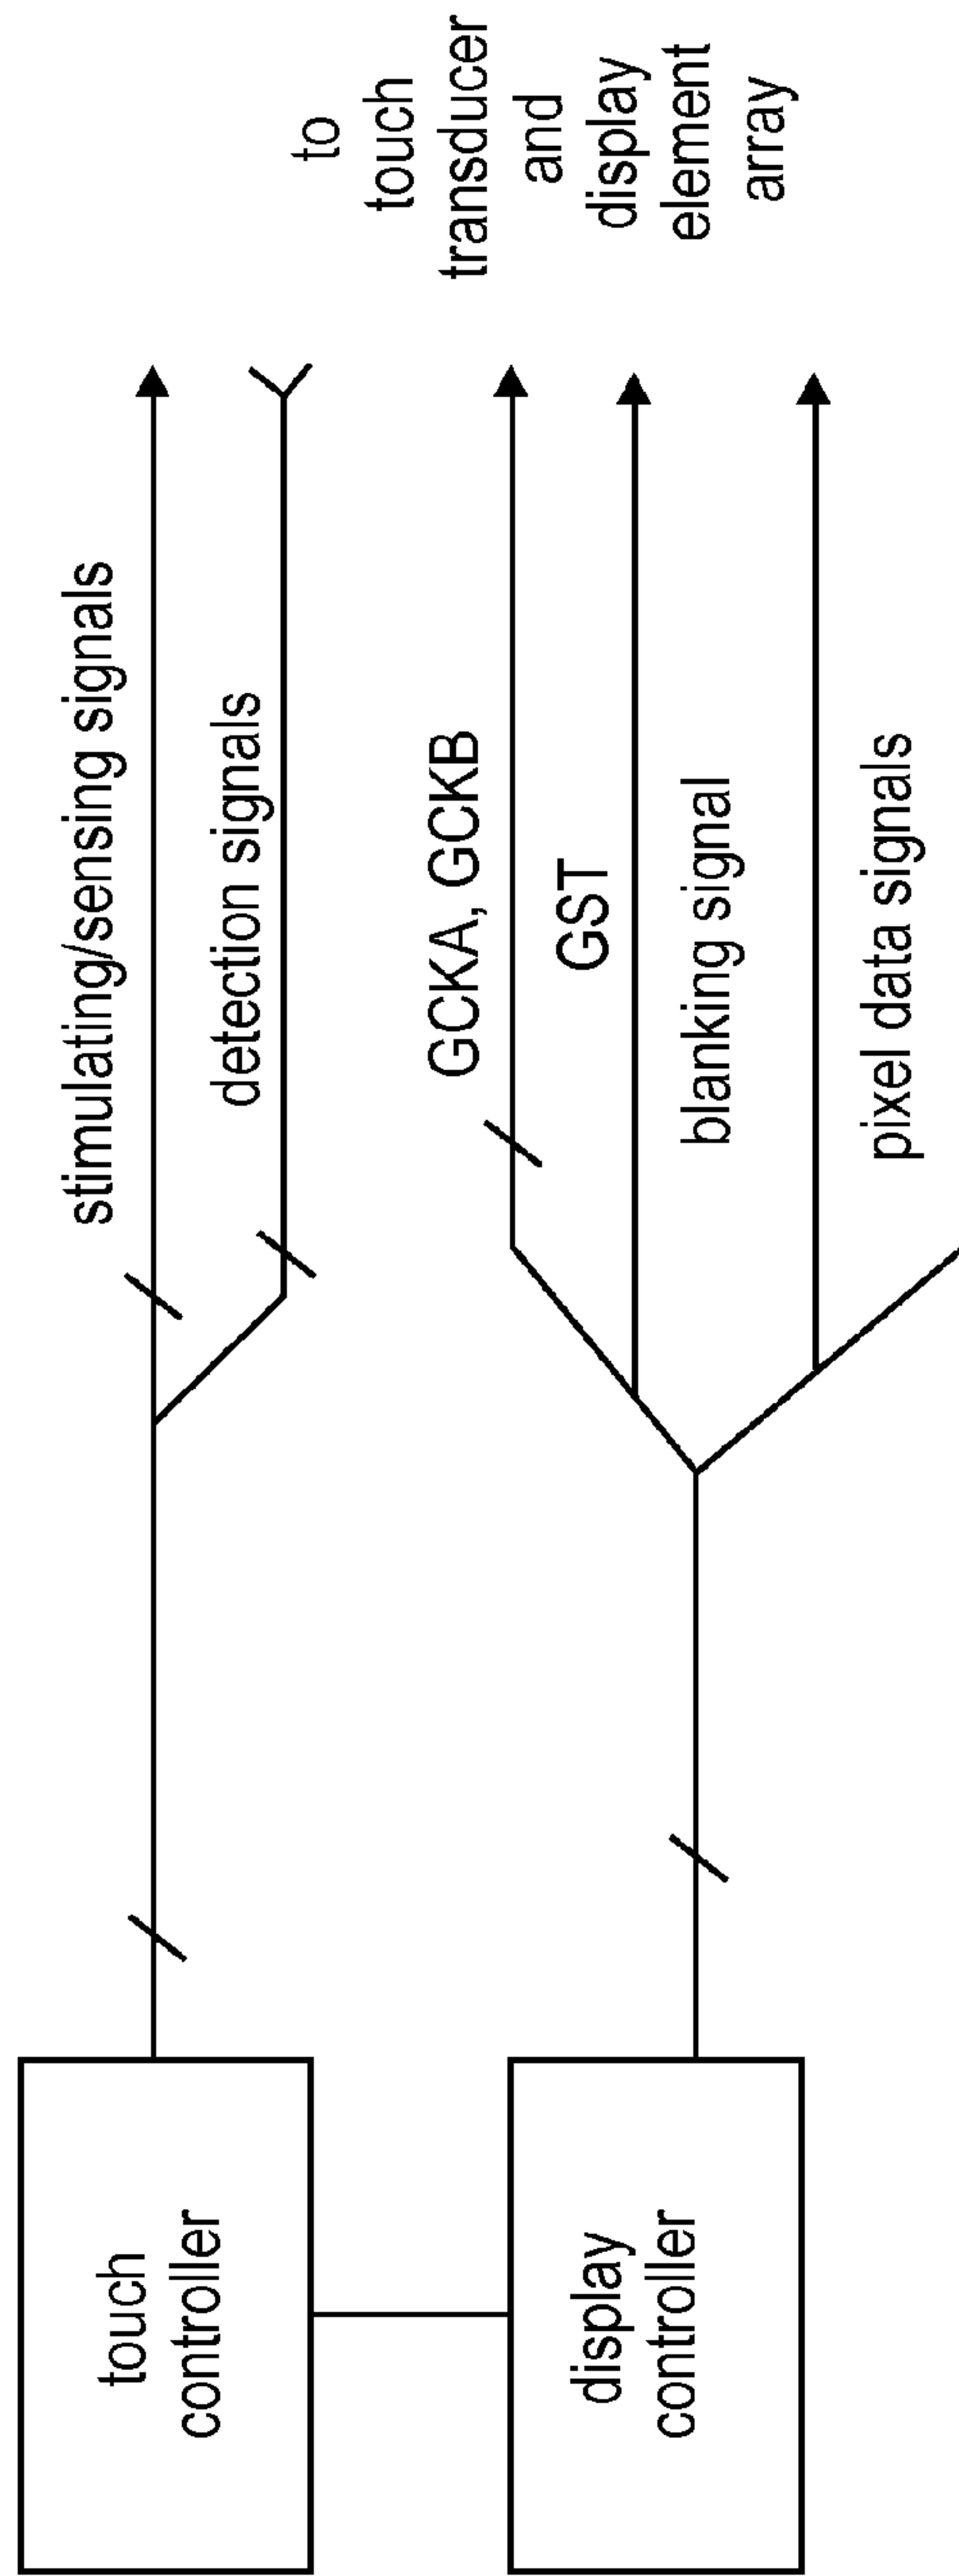 touch
controller
display
controller
stimulating/sensing signals
detection signals
GCKA, GCKB
GST
blanking signal
pixel data signals
to
touch
transducer
and
display
element
array